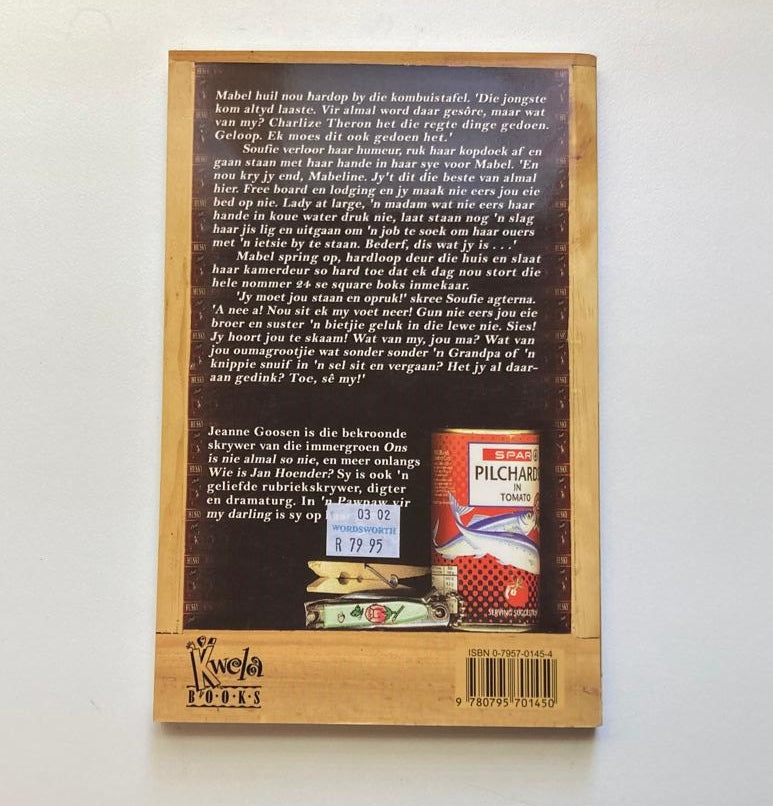 Mabel huil nou hardop by die kombuistafel. 'Die jongste
kom altyd laaste. Vir almal word daar gesôre, maar wat
van my? Charlize Theron het die regte dinge gedoen.
Geloop. Ek moes dit ook gedoen het.'
Soufie verloor haar humeur, ruk haar kopdoek af en
gaan staan met haar hande in haar sye voor Mabel. 'En
nou kry jy end, Mabeline. Jy't dit die beste van almal
hier. Free board en lodging en jy maak nie eers jou eie
bed op nie. Lady at large, 'n madam wat nie eers haar
hande in koue water druk nie, laat staan nog 'n slag
haar jis lig en uitgaan om 'n job te soek om haar ouers
met 'n ietsie by te staan. Bederf, dis wat jy is . . .'
Mabel spring op, hardloop deur die huis en slaat
haar kamerdeur so hard toe dat ek dag nou stort die
hele nommer 24 se square boks inmekaar.
'Jy moet jou staan en opruk!' skree Soufie agterna.
'A nee a! Nou sit ek my voet neer! Gun nie eers jou eie
broer en suster 'n bietjie geluk in die lewe nie. Sies!
Jy hoort jou te skaam! Wat van my, jou ma? Wat van
jou oumagrootjie wat sonder sonder 'n Grandpa of 'n
knippie snuif in 'n sel sit en vergaan? Het jy al daar-
aan gedink? Toe, sê my!'
Jeanne Goosen is die bekroonde
skrywer van die immergroen Ons
is nie almal so nie, en meer onlangs
Wie is Jan Hoender? Sy is ook 'n
geliefde rubriekskrywer, digter
en dramaturg. In 'n Pawpaw vir
my darling is sy op
03 02
WORDSWORTH
R 79 95
SPAR
PILCHARD
IN
TOMATO
SERVING SUGGESTI
Kwela
BOOKS
ISBN 0-7957-0145-4
9 780795 701450